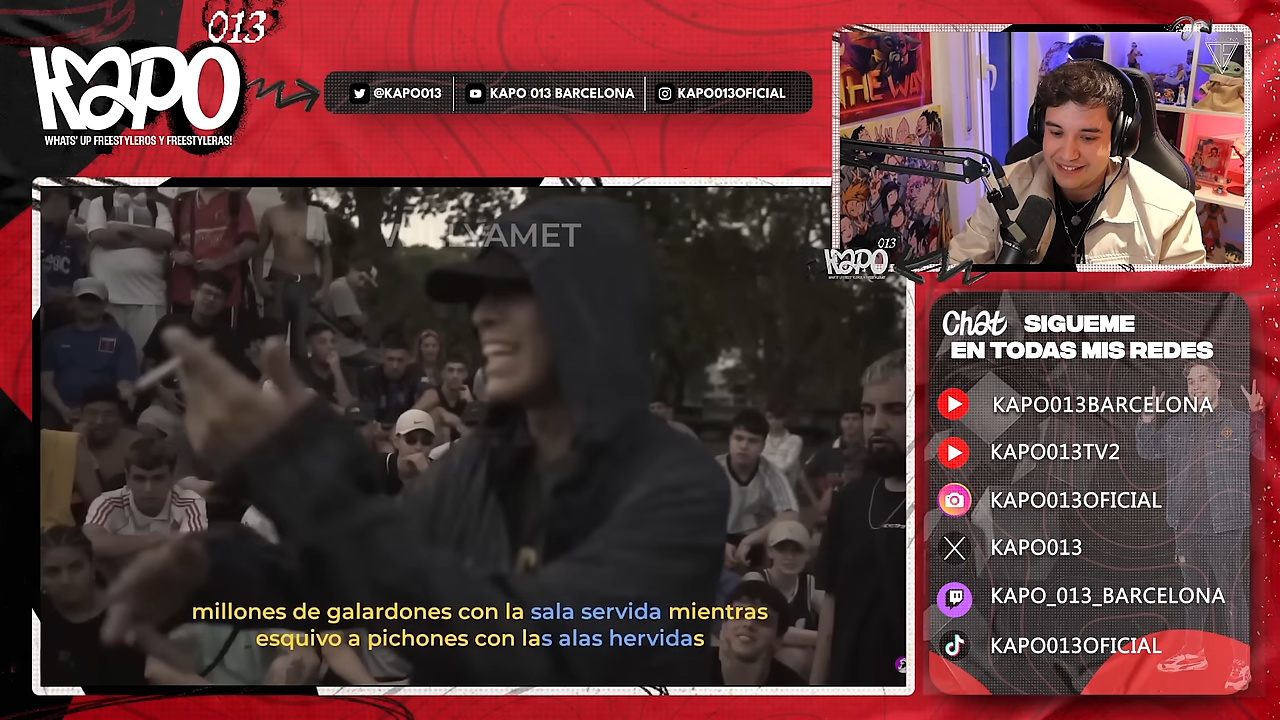 013
KAPO
WHATS' UP FREESTYLEROS Y FREESTYLERAS!
@KAPO013
KAPO 013 BARCELONA
KAPO013OFICIAL
HE WAY
013
KAPO
Chat SIGUEME
EN TODAS MIS REDES
KAPO013BARCELONA
KAPO013TV2
KAPO013OFICIAL
KAPO013
KAPO_013_BARCELONA
KAPO013OFICIAL
millones de galardones con la sala servida mientras
esquivo a pichones con las alas hervidas